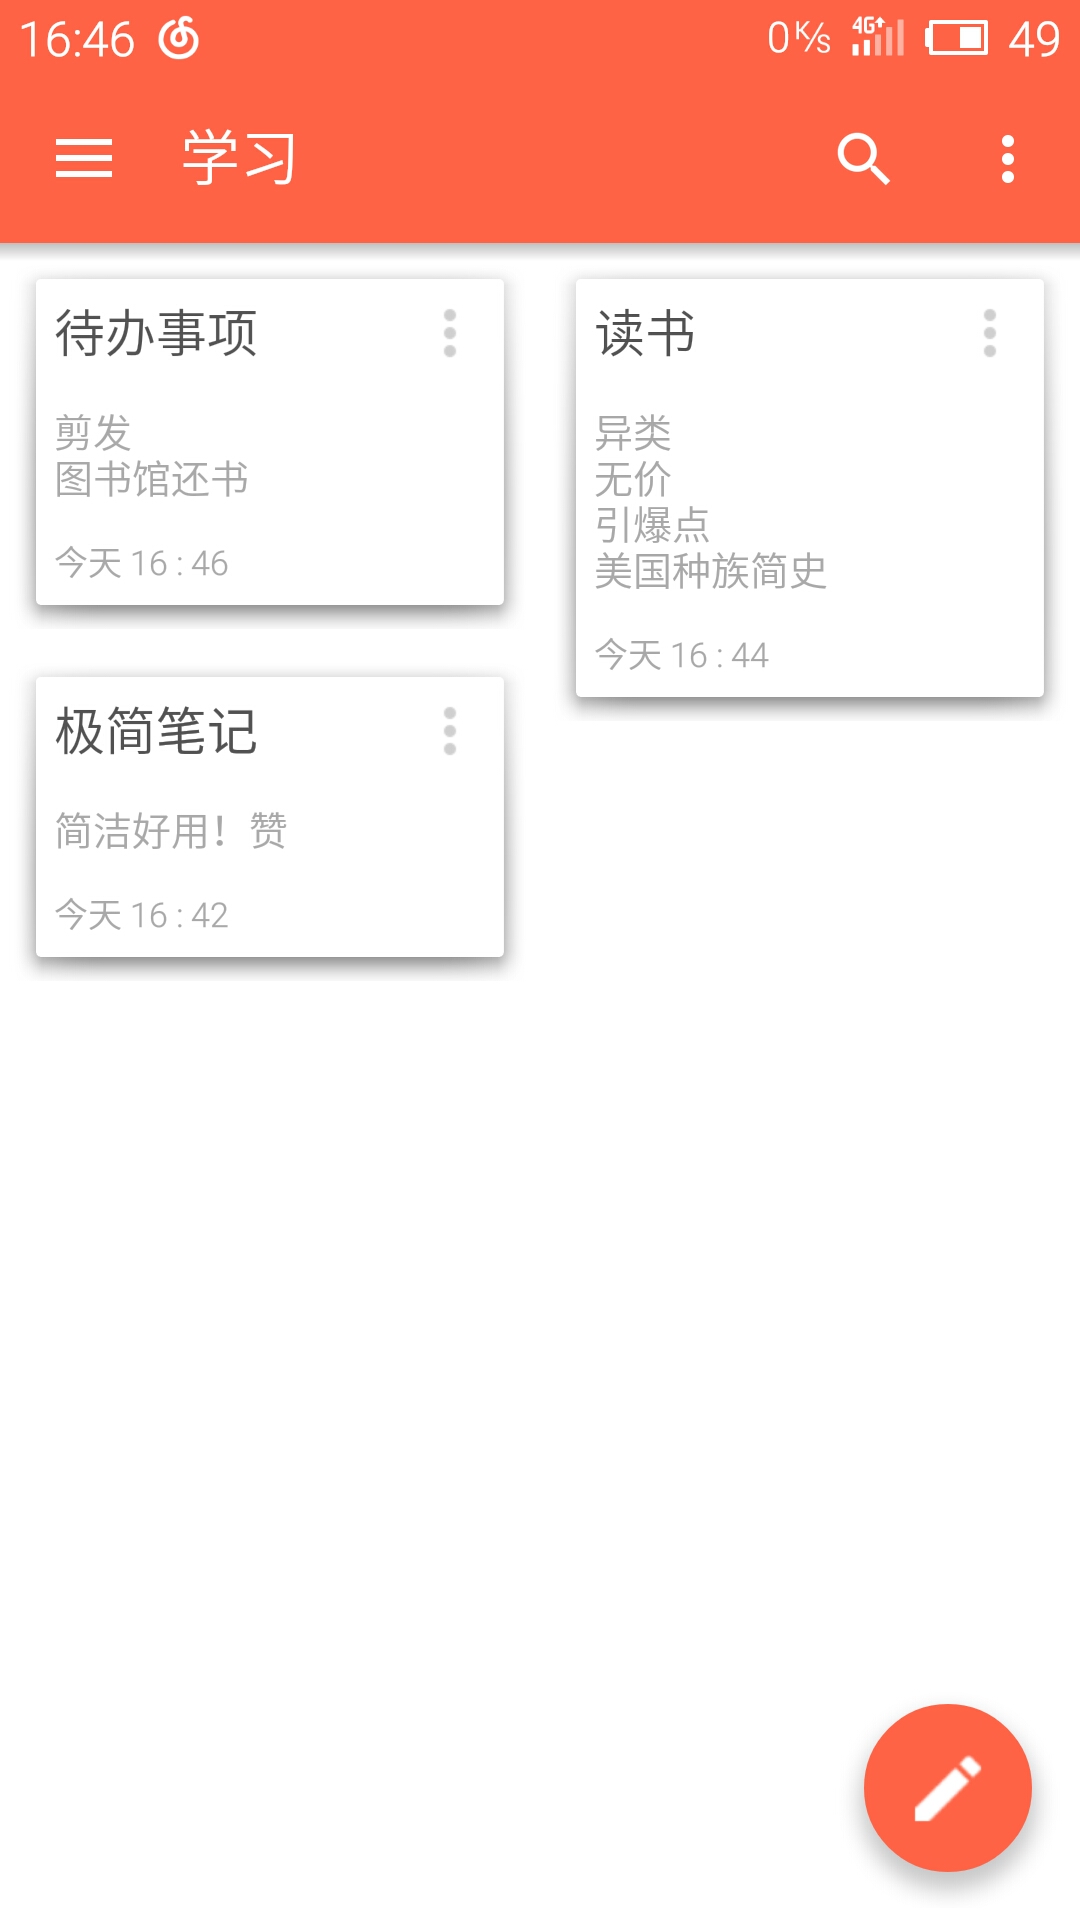 16:46 0K/s 4G 49
学习
待办事项
剪发
图书馆还书
今天 16 : 46
读书
异类
无价
引爆点
美国种族简史
今天 16 : 44
极简笔记
简洁好用！赞
今天 16 : 42